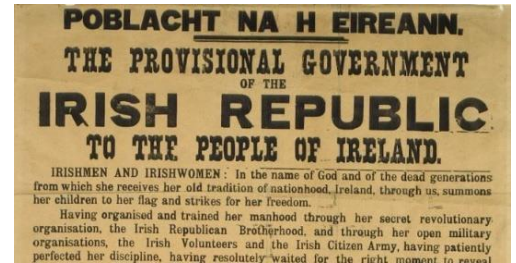 POBLACHT NA H EIREANN.
THE PROVISIONAL GOVERNMENT
OF THE
IRISH REPUBLIC
TO THE PEOPLE OF IRELAND.
IRISHMEN AND IRISHWOMEN: In the name of God and of the dead generations
from which she receives her old tradition of nationhood, Ireland, through us, summons
her children to her flag and strikes for her freedom.
Having organised and trained her manhood through her secret revolutionary
organisation, the Irish Republican Brotherhood, and through her open military
organisations, the Irish Volunteers and the Irish Citizen Army, having patiently
perfected her discipline, having resolutely waited for the right moment to reveal